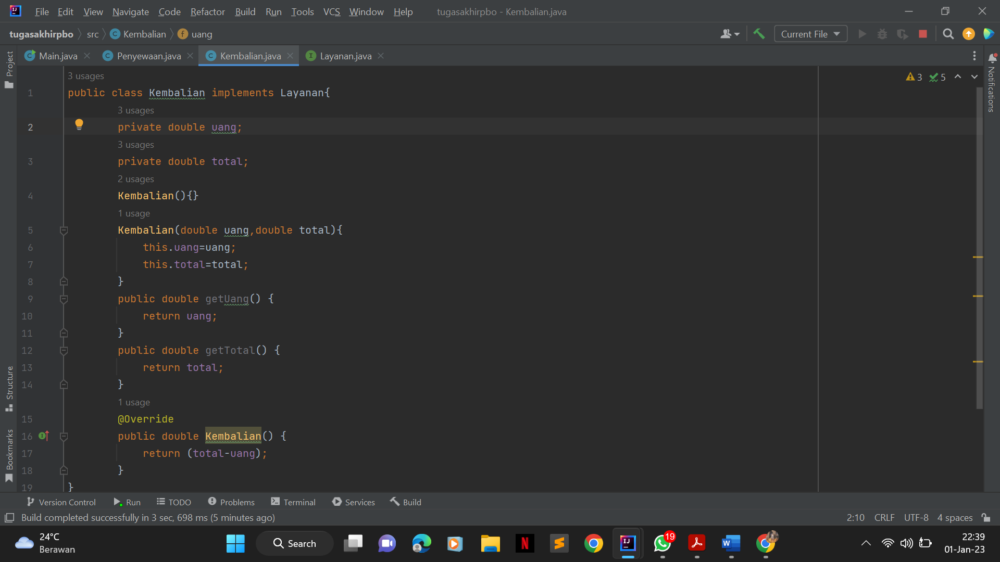 File Edit View Navigate Code Refactor Build Run Tools VCS Window Help tugasakhirpbo - Kembalian.java
tugasakhirpbo src Kembalian uang Current File
Main.java Penyewaan.java Kembalian.java Layanan.java
Project
Structure
Bookmarks
Notifications
3 usages
3 5
1 public class Kembalian implements Layanan{
3 usages
2 private double uang;
3 usages
3 private double total;
2 usages
4 Kembalian(){}
1 usage
5 Kembalian(double uang,double total){
6 this.uang=uang;
7 this.total=total;
8 }
9 public double getUang() {
10 return uang;
11 }
12 public double getTotal() {
13 return total;
14 }
1 usage
15 @Override
16 public double Kembalian() {
17 return (total-uang);
18 }
19 }
Version Control Run TODO Problems Terminal Services Build
Build completed successfully in 3 sec, 698 ms (5 minutes ago) 2:10 CRLF UTF-8 4 spaces
24°C
Berawan
Search
19
22:39
01-Jan-23